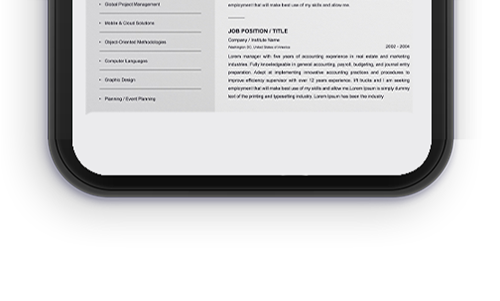 • Global Project Management
• Mobile & Cloud Solutions
• Object-Oriented Methodologies
• Computer Languages
• Graphic Design
• Planning / Event Planning
employment that will make best use of my skills and allow me.
JOB POSITION / TITLE
Company / Institute Name
Washington DC, United States of America 2002 - 2004
Lorem manager with five years of accounting experience in real estate and marketing
industries. Fully knowledgeable in general accounting, payroll, budgeting, and journal entry
preparation. Adept at implementing innovative accounting practices and procedures to
improve efficiency supervisor with over 12 years experience. lift trucks and I am seeking
employment that will make best use of my skills and allow me.Lorem Ipsum is simply dummy
text of the printing and typesetting industry. Lorem Ipsum has been the industry